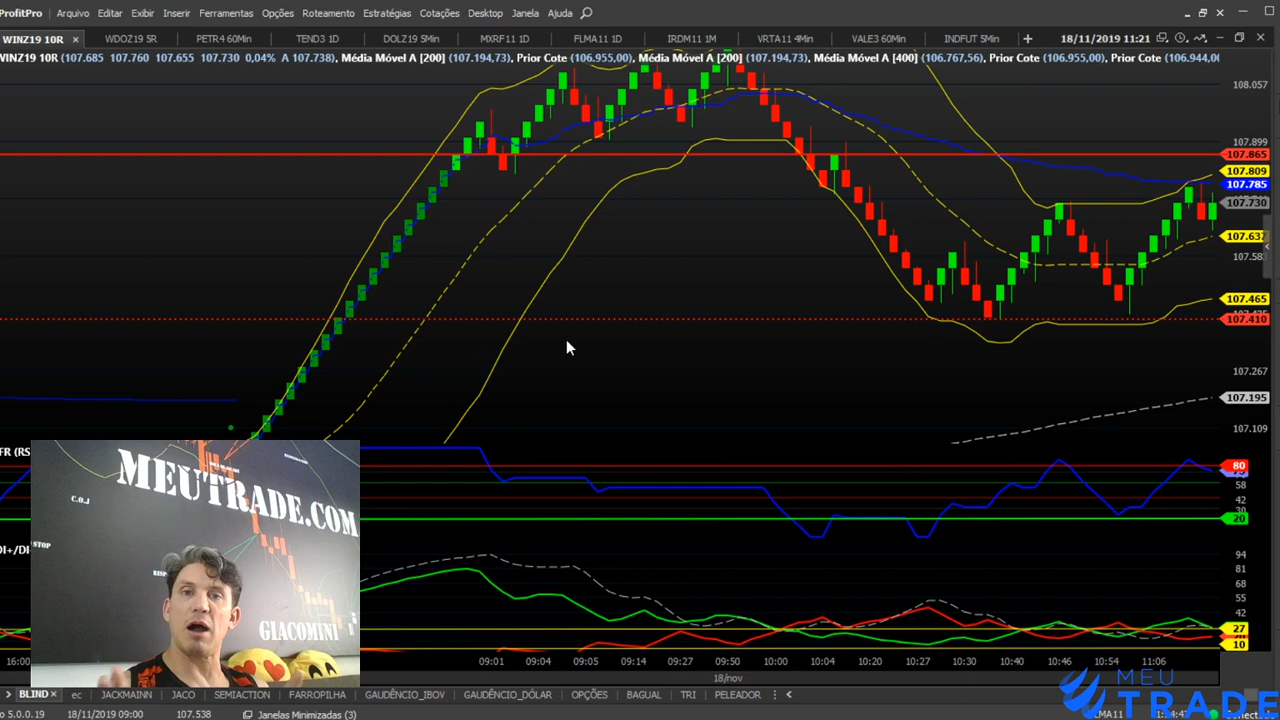 ProfitPro Arquivo Editar Exibir Inserir Ferramentas Opções Roteamento Estratégias Cotações Desktop Janela Ajuda
WINZ19 10R WDOZ19 5R PETR4 60Min TEND3 1D DOLZ19 5Min MXRF11 1D FLMA11 1D IRDM11 1M VRTA11 4Min VALE3 60Min INDFUT 5Min 18/11/2019 11:21
WINZ19 10R (107.685 107.760 107.655 107.730 0,04% A 107.738), Média Móvel A [200] (107.194,73), Prior Cote (106.955,00), Média Móvel A [200] (107.194,73), Média Móvel A [400] (106.767,56), Prior Cote (106.955,00), Prior Cote (106.944,00
108.057
107.899
107.865
107.809
107.785
107.730
107.632
107.583
107.465
107.410
107.267
107.195
107.109
FR (RS
80
58
42
20
DI+/DI-
94
81
68
55
42
27
10
MEUTRADE.COM
C.O.J
STOP
GIACOMINI
16:00 09:01 09:04 09:05 09:14 09:27 09:50 10:00 10:04 10:20 10:27 10:30 10:40 10:46 10:54 11:06
18/nov
BLIND ec JACKMAINN JACO SEMIACTION FARROPILHA GAUDÊNCIO_IBOV GAUDÊNCIO_DÓLAR OPÇÕES BAGUAL TRI PELEADOR
MEU
TRADE
5.0.0.19 18/11/2019 09:00 107.538 Janelas Minimizadas (3)